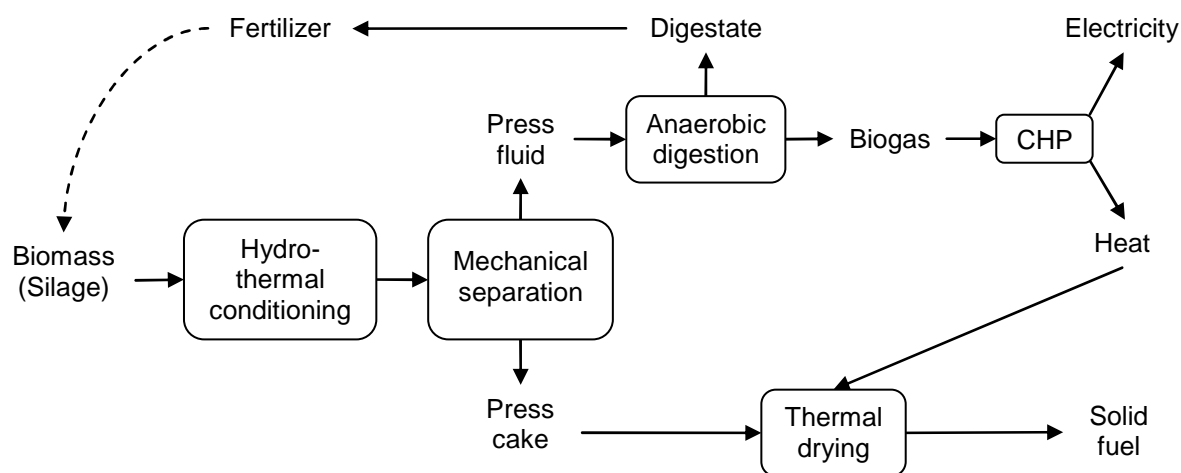 Fertilizer
Digestate
Electricity
Press
fluid
Anaerobic
digestion
Biogas
CHP
Biomass
(Silage)
Hydro-
thermal
conditioning
Mechanical
separation
Heat
Press
cake
Thermal
drying
Solid
fuel